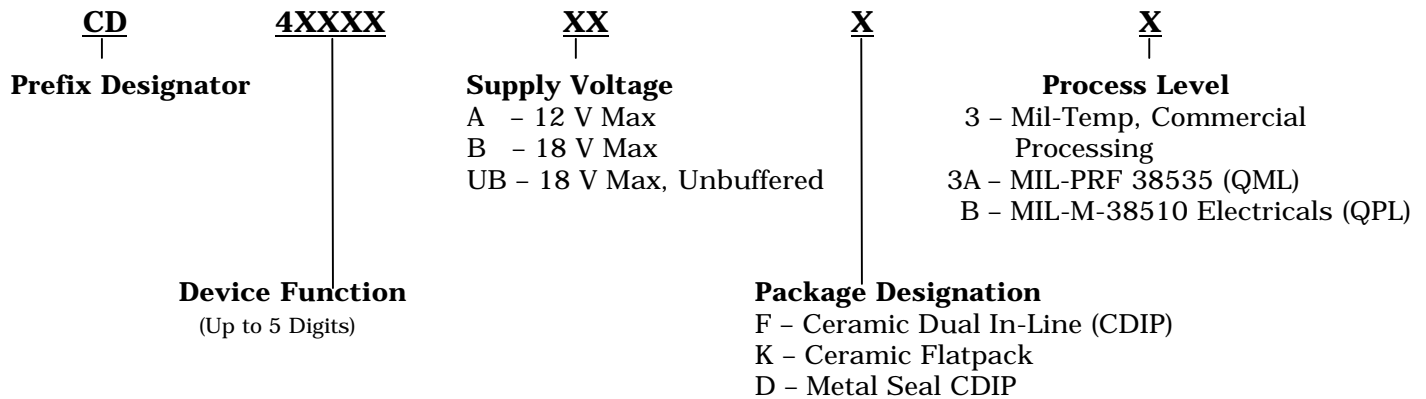 CD 4XXXX XX X X
Prefix Designator
Supply Voltage
A – 12 V Max
B – 18 V Max
UB – 18 V Max, Unbuffered
Process Level
3 – Mil-Temp, Commercial
Processing
3A – MIL-PRF 38535 (QML)
B – MIL-M-38510 Electricals (QPL)
Device Function
(Up to 5 Digits)
Package Designation
F – Ceramic Dual In-Line (CDIP)
K – Ceramic Flatpack
D – Metal Seal CDIP